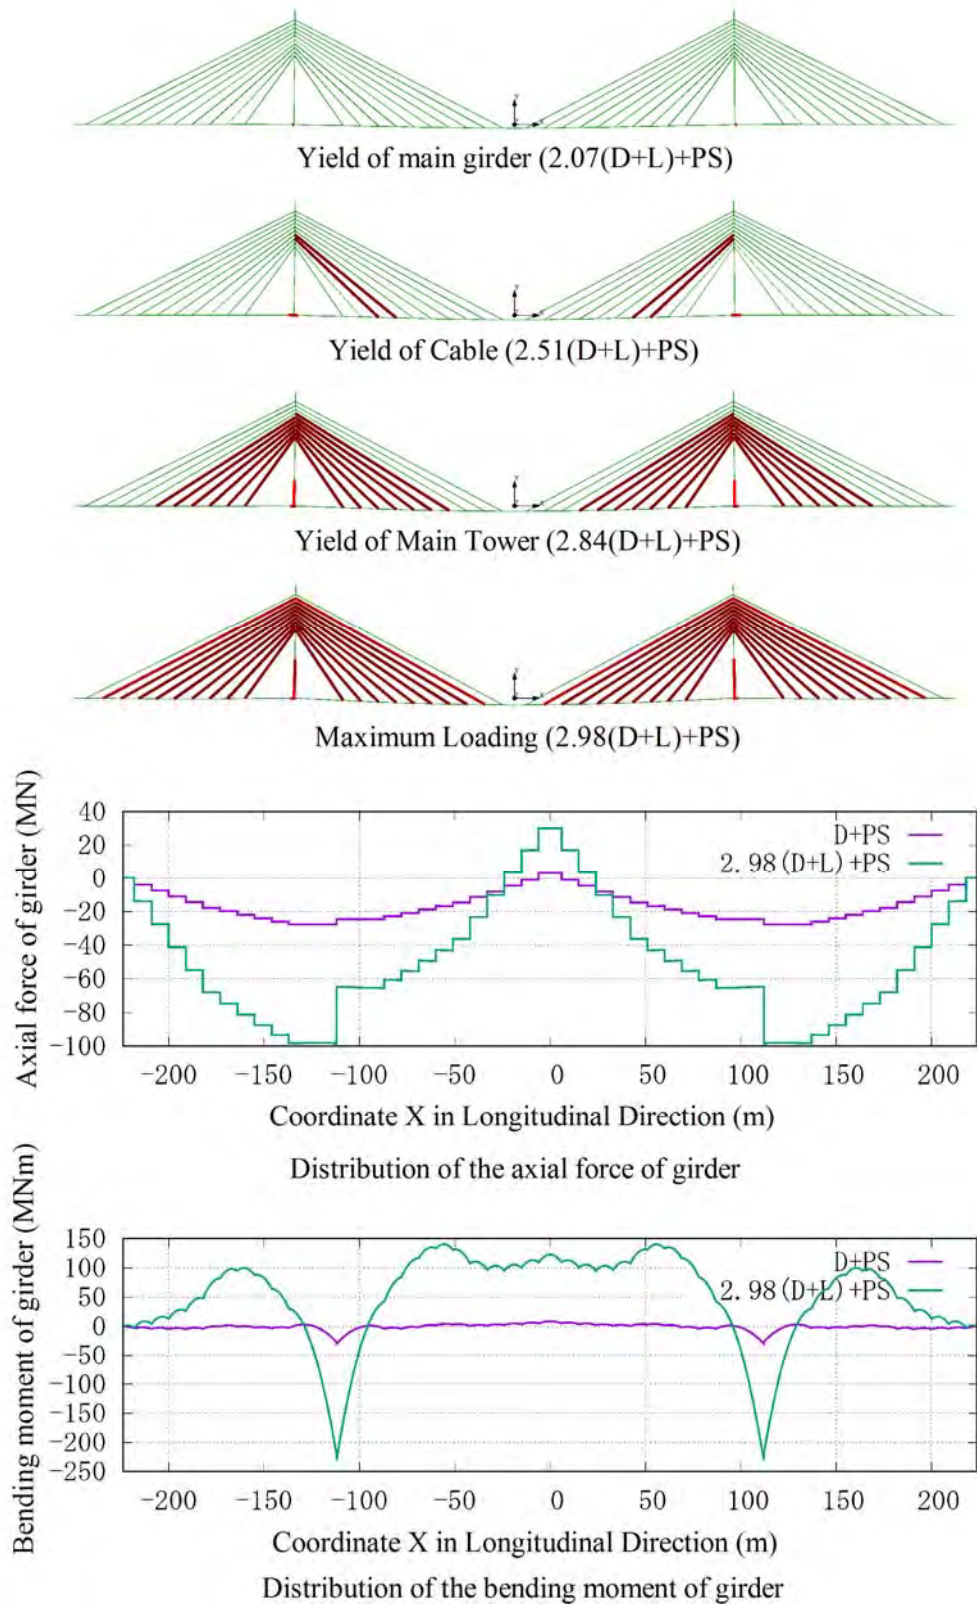 Yield of main girder (2.07(D+L)+PS)
Yield of Cable (2.51(D+L)+PS)
Yield of Main Tower (2.84(D+L)+PS)
Maximum Loading (2.98(D+L)+PS)
Axial force of girder (MN)
40
20
0
-20
-40
-60
-80
-100
D+PS
2.98(D+L)+PS
-200 -150 -100 -50 0 50 100 150 200
Coordinate X in Longitudinal Direction (m)
Distribution of the axial force of girder
Bending moment of girder (MNm)
150
100
50
0
-50
-100
-150
-200
-250
D+PS
2.98(D+L)+PS
-200 -150 -100 -50 0 50 100 150 200
Coordinate X in Longitudinal Direction (m)
Distribution of the bending moment of girder